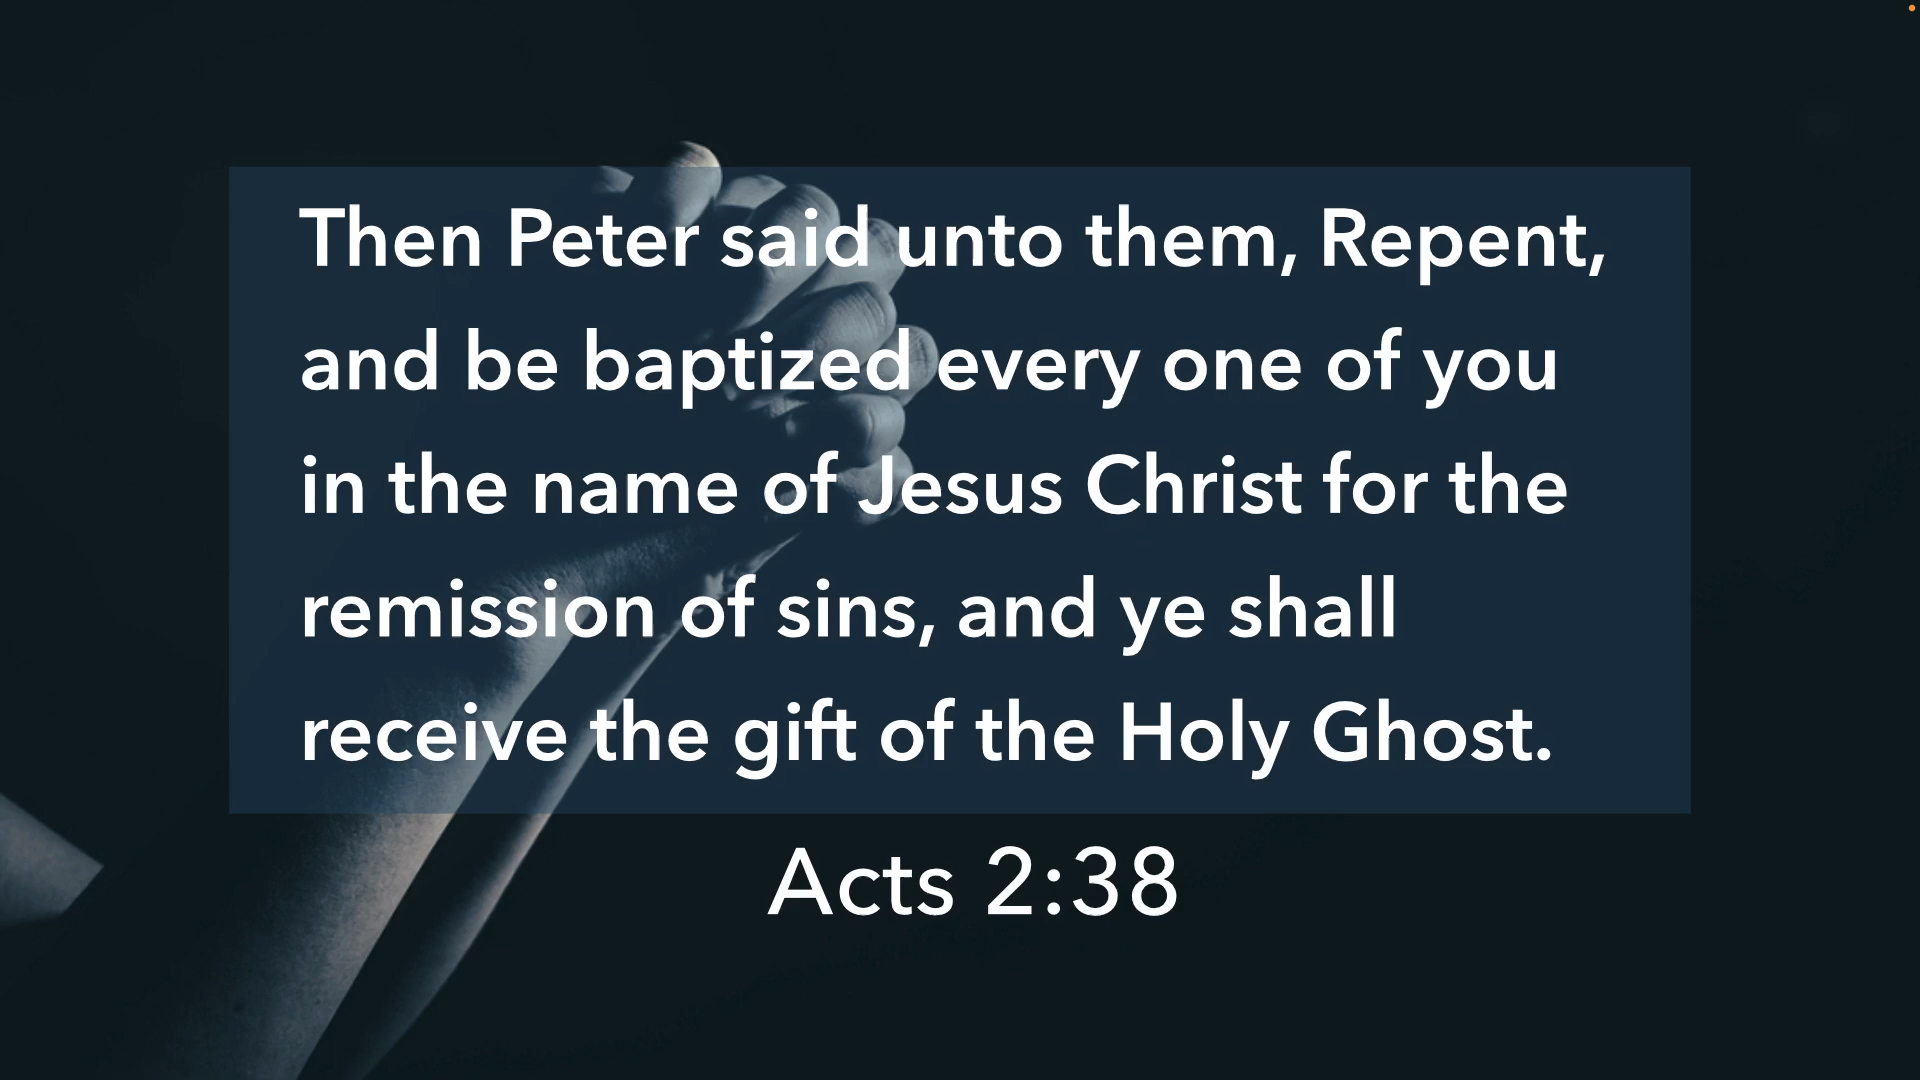 Then Peter said unto them, Repent,
and be baptized every one of you
in the name of Jesus Christ for the
remission of sins, and ye shall
receive the gift of the Holy Ghost.
Acts 2:38